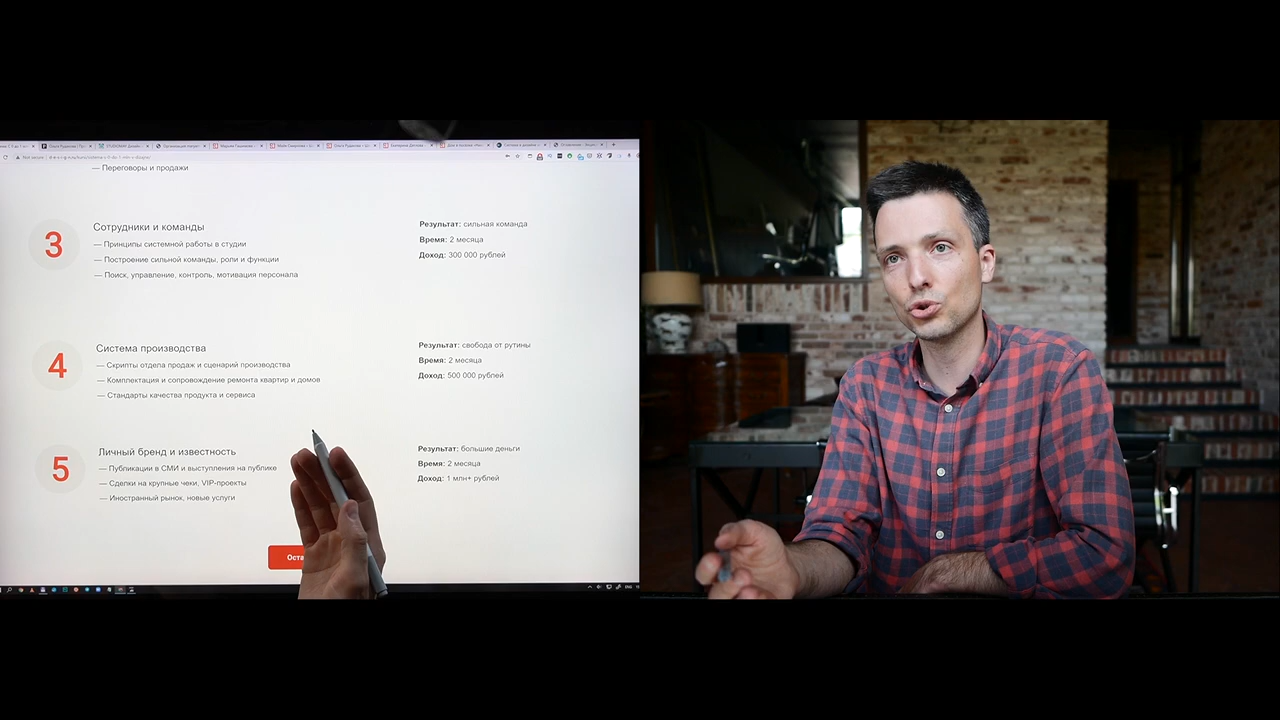 Not secure
— Переговоры и продажи
3
Сотрудники и команды
— Принципы системной работы в студии
— Построение сильной команды, роли и функции
— Поиск, управление, контроль, мотивация персонала
Результат: сильная команда
Время: 2 месяца
Доход: 300 000 рублей
4
Система производства
— Скрипты отдела продаж и сценарий производства
— Комплектация и сопровождение ремонта квартир и домов
— Стандарты качества продукта и сервиса
Результат: свобода от рутины
Время: 2 месяца
Доход: 500 000 рублей
5
Личный бренд и известность
— Публикации в СМИ и выступления на публике
— Сделки на крупные чеки, VIP-проекты
— Иностранный рынок, новые услуги
Результат: большие деньги
Время: 2 месяца
Доход: 1 млн+ рублей
Оста
ENG